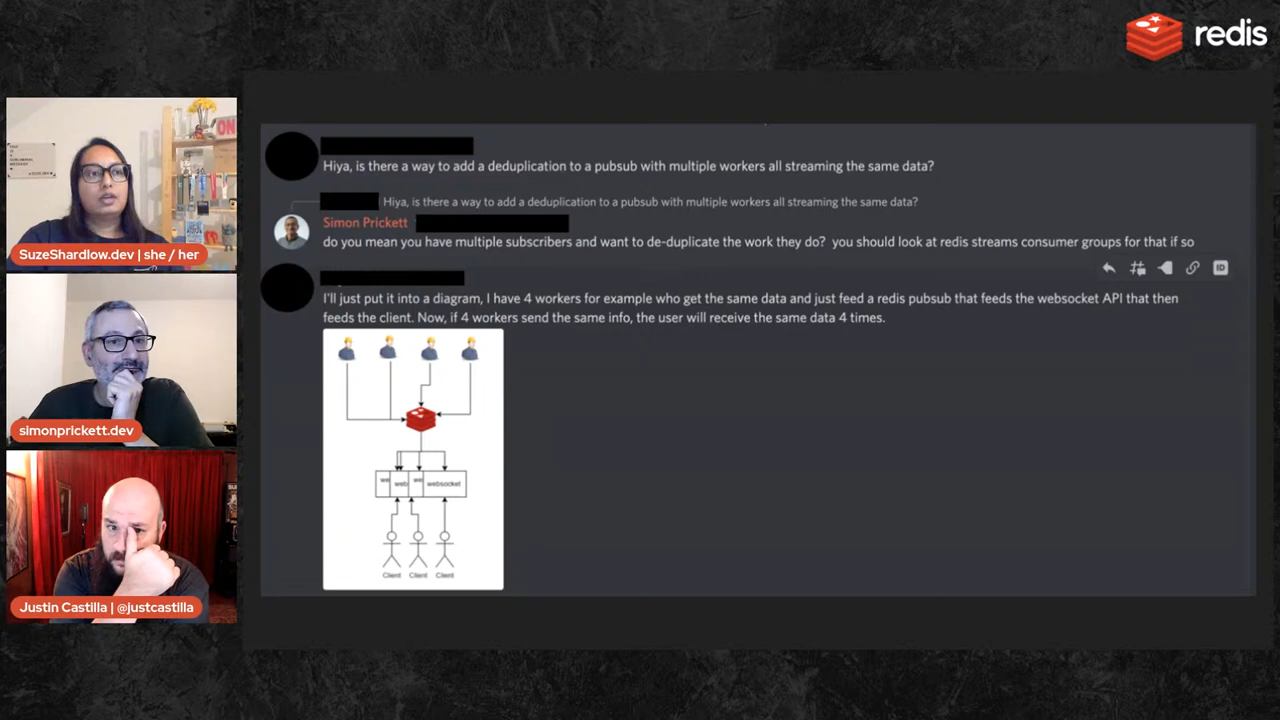 redis
SuzeShardlow.dev | she / her
simonprickett.dev
Justin Castilla | @justcastilla
Hiya, is there a way to add a deduplication to a pubsub with multiple workers all streaming the same data?
Hiya, is there a way to add a deduplication to a pubsub with multiple workers all streaming the same data?
Simon Prickett
do you mean you have multiple subscribers and want to de-duplicate the work they do? you should look at redis streams consumer groups for that if so
ID
I'll just put it into a diagram, I have 4 workers for example who get the same data and just feed a redis pubsub that feeds the websocket API that then
feeds the client. Now, if 4 workers send the same info, the user will receive the same data 4 times.
we web we websocket
Client Client Client